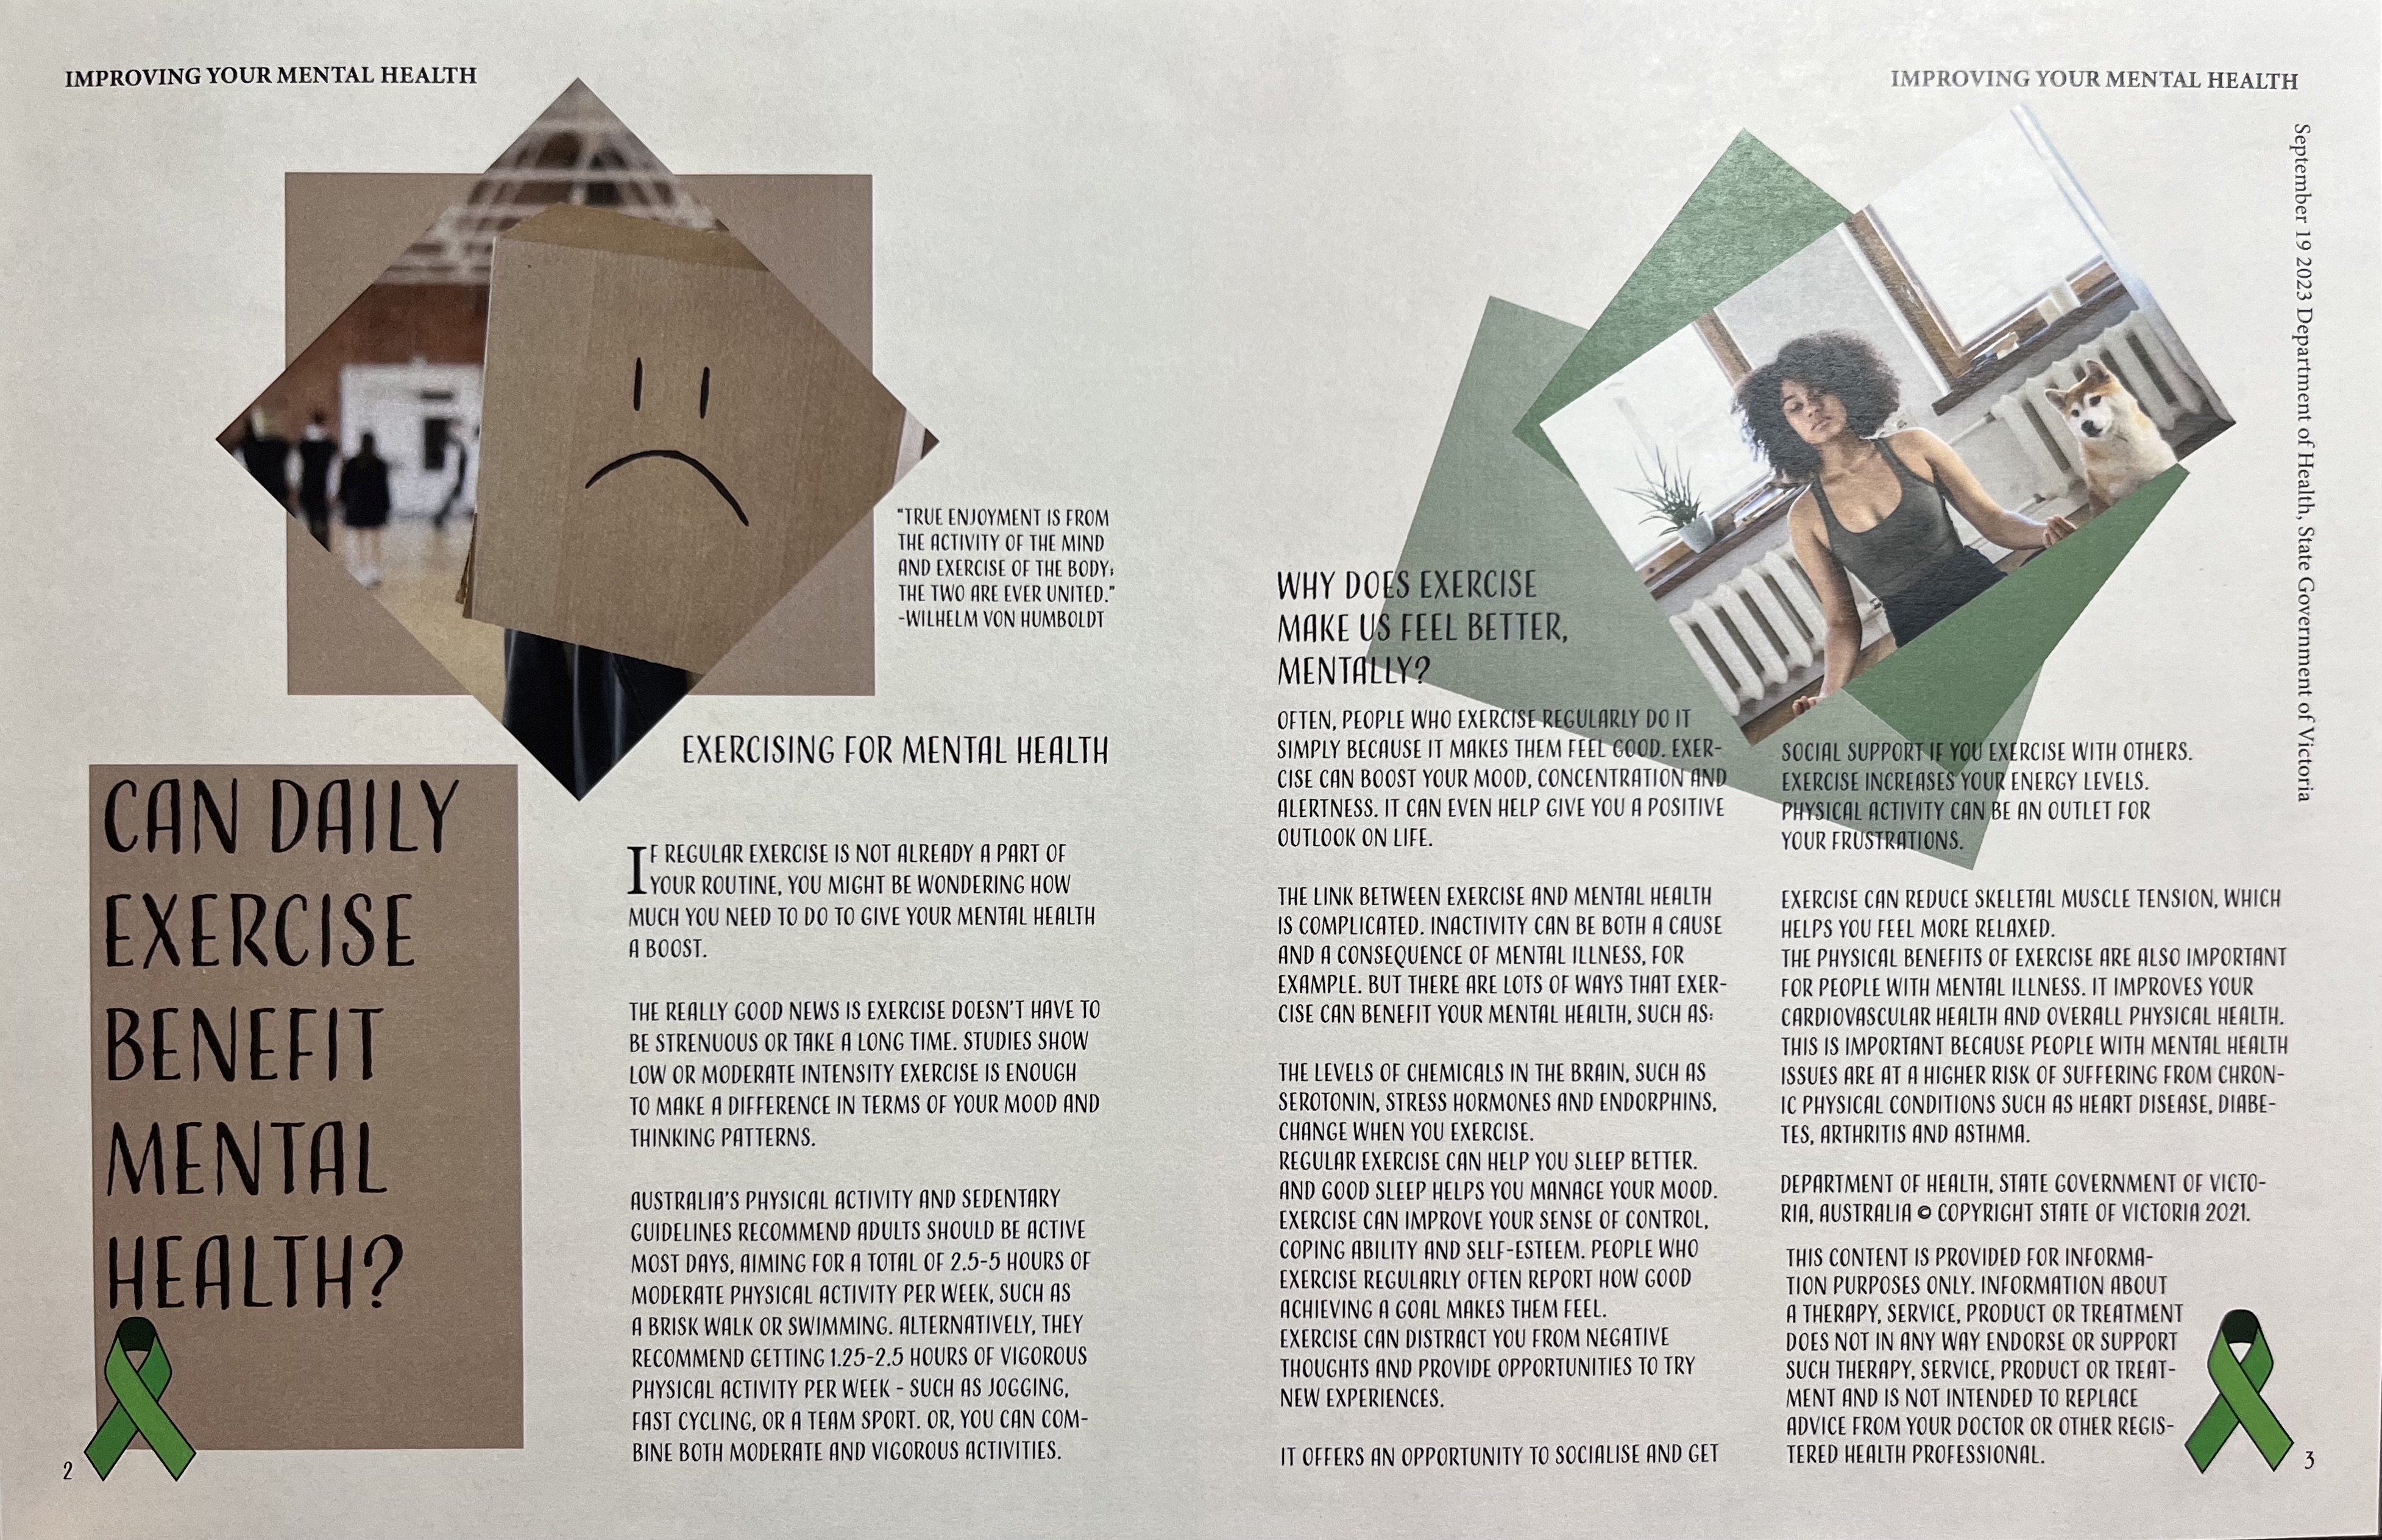 IMPROVING YOUR MENTAL HEALTH
"TRUE ENJOYMENT IS FROM
THE ACTIVITY OF THE MIND
AND EXERCISE OF THE BODY;
THE TWO ARE EVER UNITED."
-WILHELM VON HUMBOLDT
CAN DAILY
EXERCISE
BENEFIT
MENTAL
HEALTH?
EXERCISING FOR MENTAL HEALTH
IF REGULAR EXERCISE IS NOT ALREADY A PART OF
YOUR ROUTINE, YOU MIGHT BE WONDERING HOW
MUCH YOU NEED TO DO TO GIVE YOUR MENTAL HEALTH
A BOOST.
THE REALLY GOOD NEWS IS EXERCISE DOESN'T HAVE TO
BE STRENUOUS OR TAKE A LONG TIME. STUDIES SHOW
LOW OR MODERATE INTENSITY EXERCISE IS ENOUGH
TO MAKE A DIFFERENCE IN TERMS OF YOUR MOOD AND
THINKING PATTERNS.
AUSTRALIA'S PHYSICAL ACTIVITY AND SEDENTARY
GUIDELINES RECOMMEND ADULTS SHOULD BE ACTIVE
MOST DAYS, AIMING FOR A TOTAL OF 2.5-5 HOURS OF
MODERATE PHYSICAL ACTIVITY PER WEEK, SUCH AS
A BRISK WALK OR SWIMMING. ALTERNATIVELY, THEY
RECOMMEND GETTING 1.25-2.5 HOURS OF VIGOROUS
PHYSICAL ACTIVITY PER WEEK - SUCH AS JOGGING,
FAST CYCLING, OR A TEAM SPORT. OR, YOU CAN COM-
BINE BOTH MODERATE AND VIGOROUS ACTIVITIES.
2
IMPROVING YOUR MENTAL HEALTH
September 19 2023 Department of Health, State Government of Victoria
WHY DOES EXERCISE
MAKE US FEEL BETTER,
MENTALLY?
OFTEN, PEOPLE WHO EXERCISE REGULARLY DO IT
SIMPLY BECAUSE IT MAKES THEM FEEL GOOD. EXER-
CISE CAN BOOST YOUR MOOD, CONCENTRATION AND
ALERTNESS. IT CAN EVEN HELP GIVE YOU A POSITIVE
OUTLOOK ON LIFE.
THE LINK BETWEEN EXERCISE AND MENTAL HEALTH
IS COMPLICATED. INACTIVITY CAN BE BOTH A CAUSE
AND A CONSEQUENCE OF MENTAL ILLNESS, FOR
EXAMPLE. BUT THERE ARE LOTS OF WAYS THAT EXER-
CISE CAN BENEFIT YOUR MENTAL HEALTH, SUCH AS:
THE LEVELS OF CHEMICALS IN THE BRAIN, SUCH AS
SEROTONIN, STRESS HORMONES AND ENDORPHINS,
CHANGE WHEN YOU EXERCISE.
REGULAR EXERCISE CAN HELP YOU SLEEP BETTER.
AND GOOD SLEEP HELPS YOU MANAGE YOUR MOOD.
EXERCISE CAN IMPROVE YOUR SENSE OF CONTROL,
COPING ABILITY AND SELF-ESTEEM. PEOPLE WHO
EXERCISE REGULARLY OFTEN REPORT HOW GOOD
ACHIEVING A GOAL MAKES THEM FEEL.
EXERCISE CAN DISTRACT YOU FROM NEGATIVE
THOUGHTS AND PROVIDE OPPORTUNITIES TO TRY
NEW EXPERIENCES.
IT OFFERS AN OPPORTUNITY TO SOCIALISE AND GET
SOCIAL SUPPORT IF YOU EXERCISE WITH OTHERS.
EXERCISE INCREASES YOUR ENERGY LEVELS.
PHYSICAL ACTIVITY CAN BE AN OUTLET FOR
YOUR FRUSTRATIONS.
EXERCISE CAN REDUCE SKELETAL MUSCLE TENSION, WHICH
HELPS YOU FEEL MORE RELAXED.
THE PHYSICAL BENEFITS OF EXERCISE ARE ALSO IMPORTANT
FOR PEOPLE WITH MENTAL ILLNESS. IT IMPROVES YOUR
CARDIOVASCULAR HEALTH AND OVERALL PHYSICAL HEALTH.
THIS IS IMPORTANT BECAUSE PEOPLE WITH MENTAL HEALTH
ISSUES ARE AT A HIGHER RISK OF SUFFERING FROM CHRON-
IC PHYSICAL CONDITIONS SUCH AS HEART DISEASE, DIABE-
TES, ARTHRITIS AND ASTHMA.
DEPARTMENT OF HEALTH, STATE GOVERNMENT OF VICTO-
RIA, AUSTRALIA © COPYRIGHT STATE OF VICTORIA 2021.
THIS CONTENT IS PROVIDED FOR INFORMA-
TION PURPOSES ONLY. INFORMATION ABOUT
A THERAPY, SERVICE, PRODUCT OR TREATMENT
DOES NOT IN ANY WAY ENDORSE OR SUPPORT
SUCH THERAPY, SERVICE, PRODUCT OR TREAT-
MENT AND IS NOT INTENDED TO REPLACE
ADVICE FROM YOUR DOCTOR OR OTHER REGIS-
TERED HEALTH PROFESSIONAL.
3